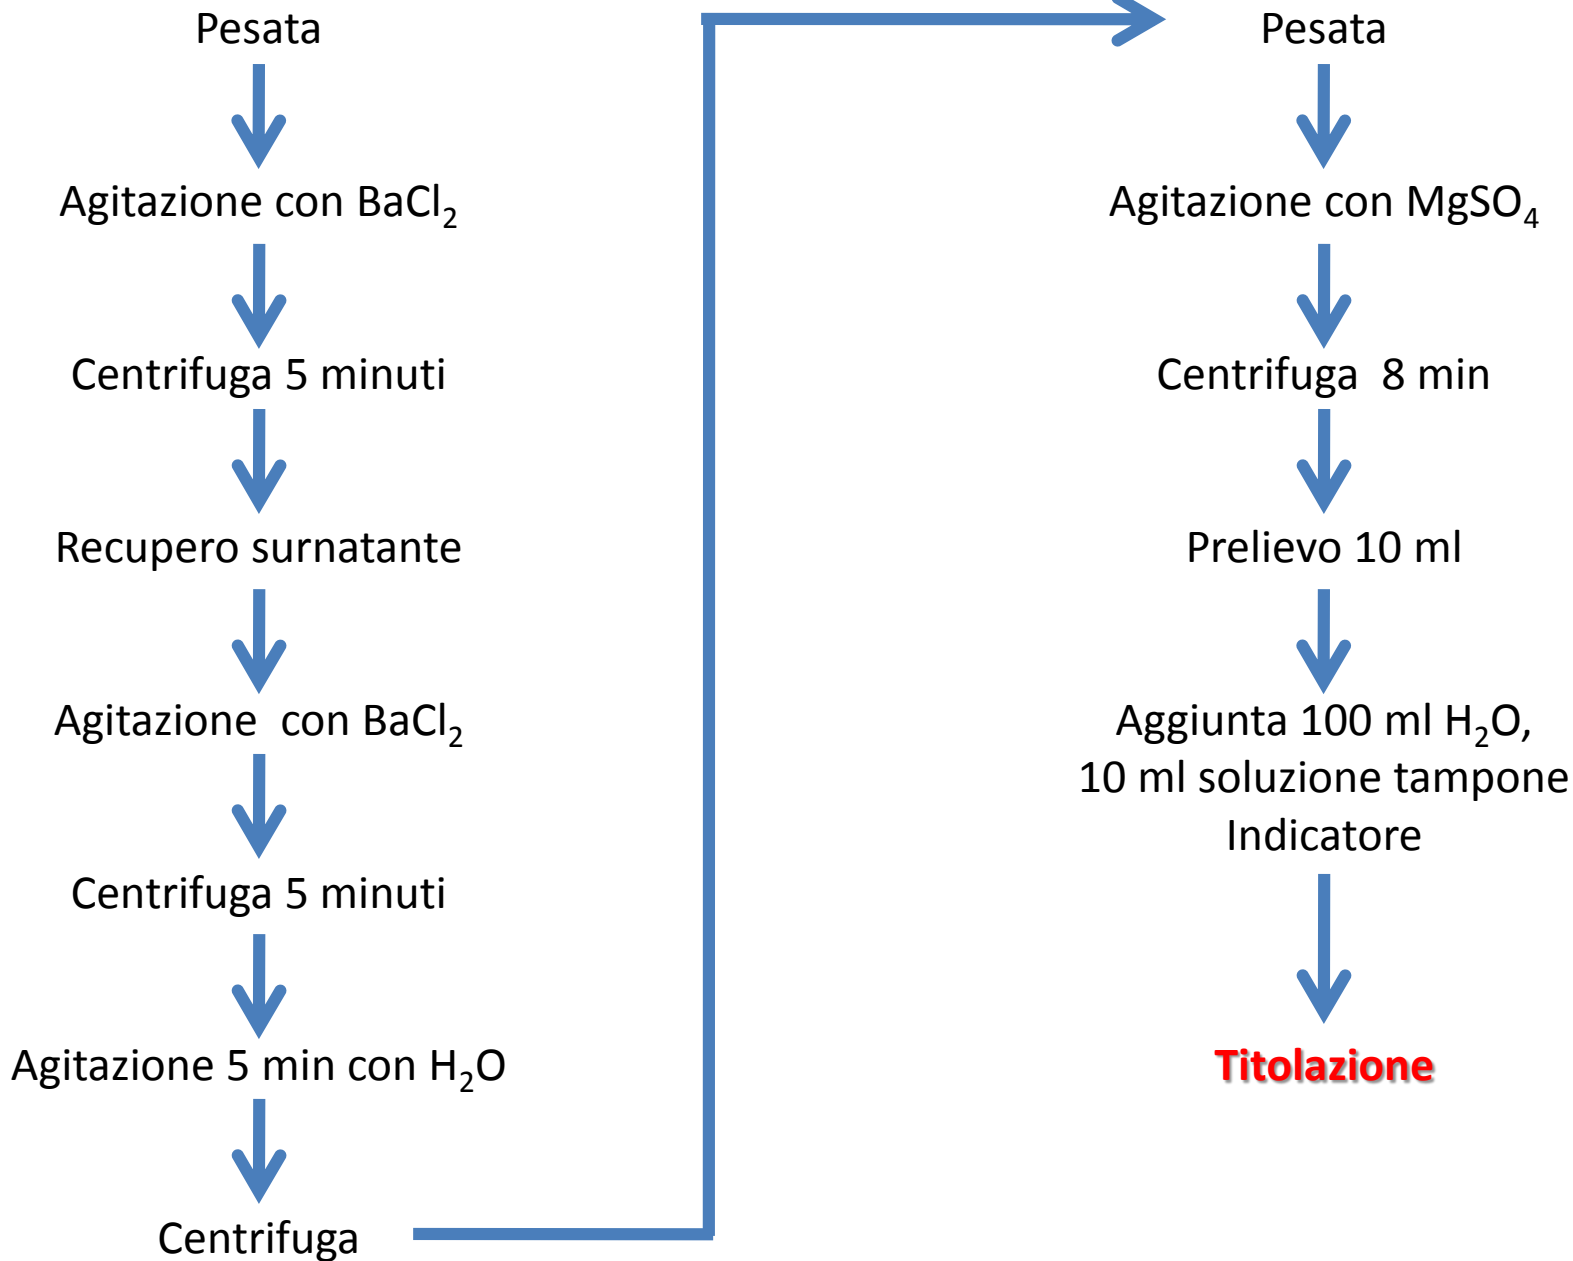 Pesata
Agitazione con BaCl₂
Centrifuga 5 minuti
Recupero surnatante
Agitazione con BaCl₂
Centrifuga 5 minuti
Agitazione 5 min con H₂O
Centrifuga
Pesata
Agitazione con MgSO₄
Centrifuga 8 min
Prelievo 10 ml
Aggiunta 100 ml H₂O,
10 ml soluzione tampone
Indicatore
Titolazione